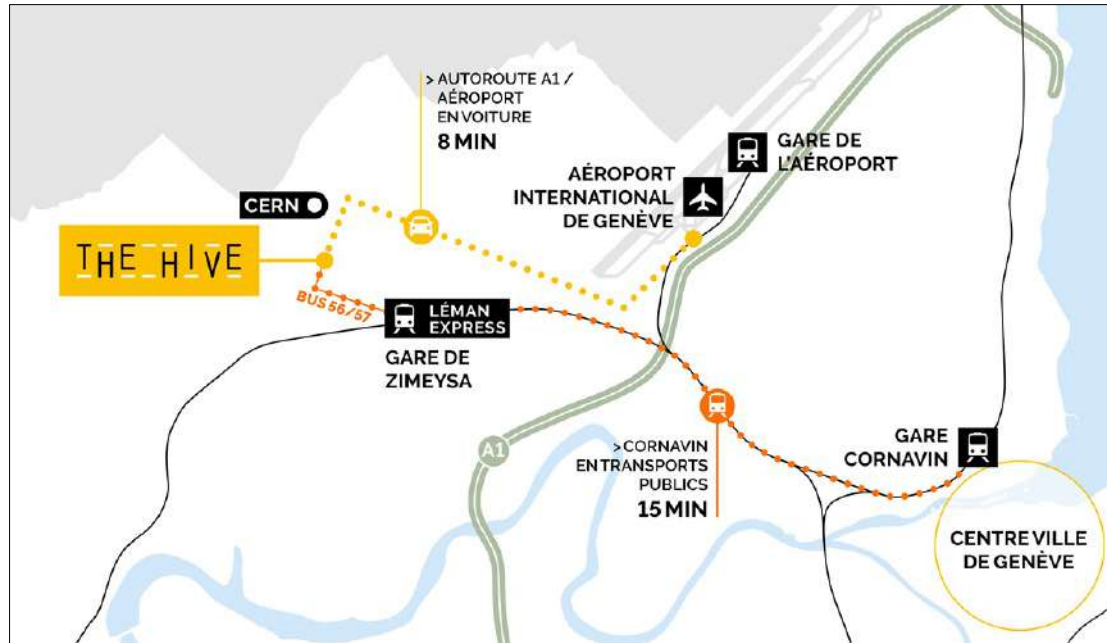 > AUTOROUTE A1 /
AÉROPORT
EN VOITURE
8 MIN
GARE DE
L'AÉROPORT
AÉROPORT
INTERNATIONAL
DE GENÈVE
CERN
THE HIVE
BUS 56/57
LÉMAN
EXPRESS
GARE DE
ZIMEYSA
A1
> CORNAVIN
EN TRANSPORTS
PUBLICS
15 MIN
GARE
CORNAVIN
CENTRE VILLE
DE GENÈVE